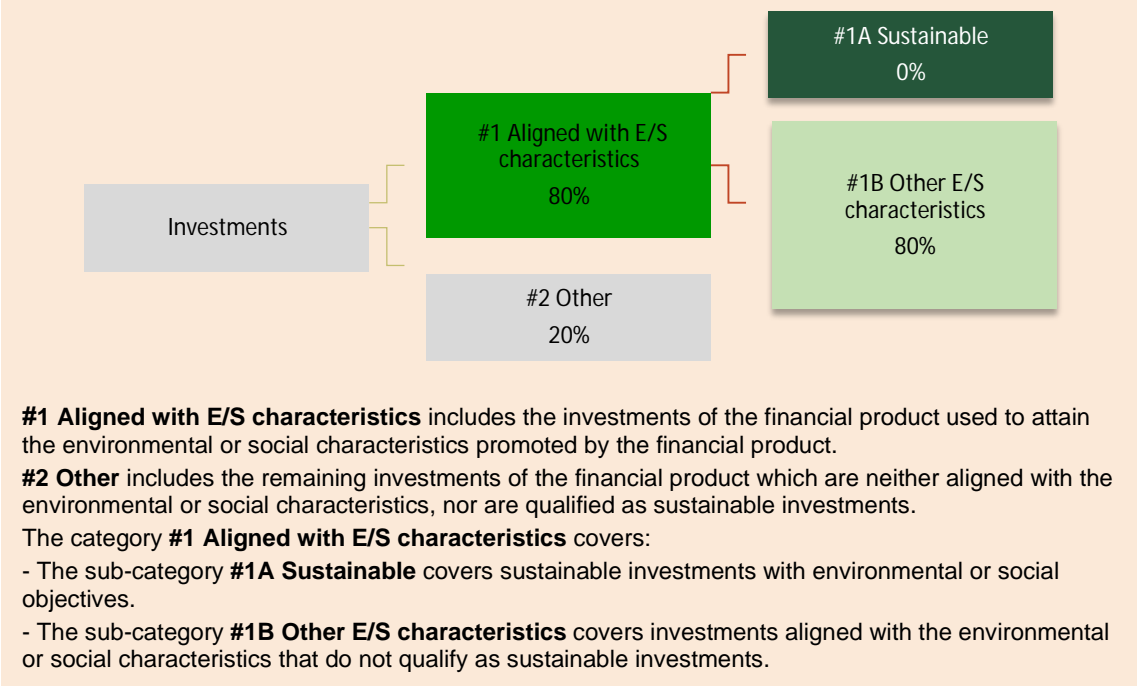 #1A Sustainable
0%
#1 Aligned with E/S
characteristics
80%
#1B Other E/S
characteristics
80%
Investments
#2 Other
20%
#1 Aligned with E/S characteristics includes the investments of the financial product used to attain
the environmental or social characteristics promoted by the financial product.
#2 Other includes the remaining investments of the financial product which are neither aligned with the
environmental or social characteristics, nor are qualified as sustainable investments.
The category #1 Aligned with E/S characteristics covers:
- The sub-category #1A Sustainable covers sustainable investments with environmental or social
objectives.
- The sub-category #1B Other E/S characteristics covers investments aligned with the environmental
or social characteristics that do not qualify as sustainable investments.